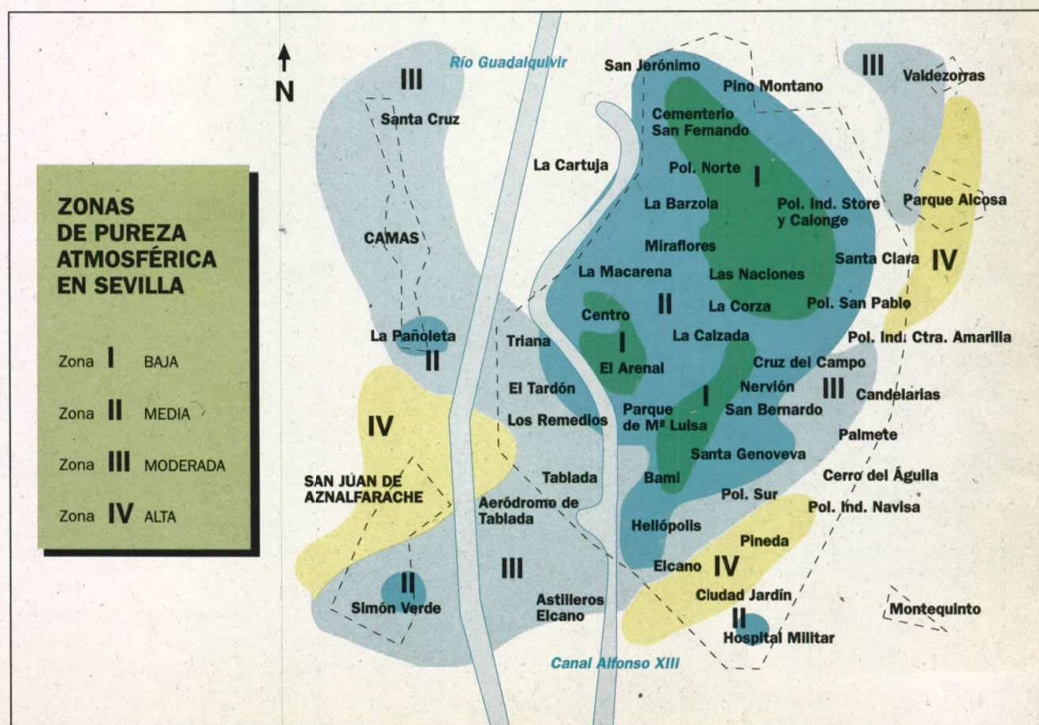 ZONAS
DE PUREZA
ATMOSFÉRICA
EN SEVILLA
Zona I BAJA
Zona II MEDIA
Zona III MODERADA
Zona IV ALTA
N
III
Santa Cruz
Río Guadalquivir
San Jerónimo
Pino Montano
III
Valdezorras
Cementerio
San Fernando
La Cartuja
Pol. Norte
I
Parque Alcosa
La Barzola
Pol. Ind. Store
y Calonge
CAMAS
Miraflores
Santa Clara
IV
La Macarena
Las Naciones
II
La Corza
Pol. San Pablo
Centro
La Pañoleta
II
Triana
I
La Calzada
Pol. Ind. Ctra. Amarilla
El Arenal
Cruz del Campo
El Tardón
I
Nervión
III
Candelarias
IV
Los Remedios
Parque
de Mª Luisa
San Bernardo
Palmete
Santa Genoveva
SAN JUAN DE
AZNALFARACHE
Tablada
Bami
Cerro del Águila
Aeródromo de
Tablada
Pol. Sur
Pol. Ind. Navisa
Heliópolis
Pineda
III
Elcano
IV
II
Simón Verde
Astilleros
Elcano
Ciudad Jardín
II
Hospital Militar
Montequinto
Canal Alfonso XIII